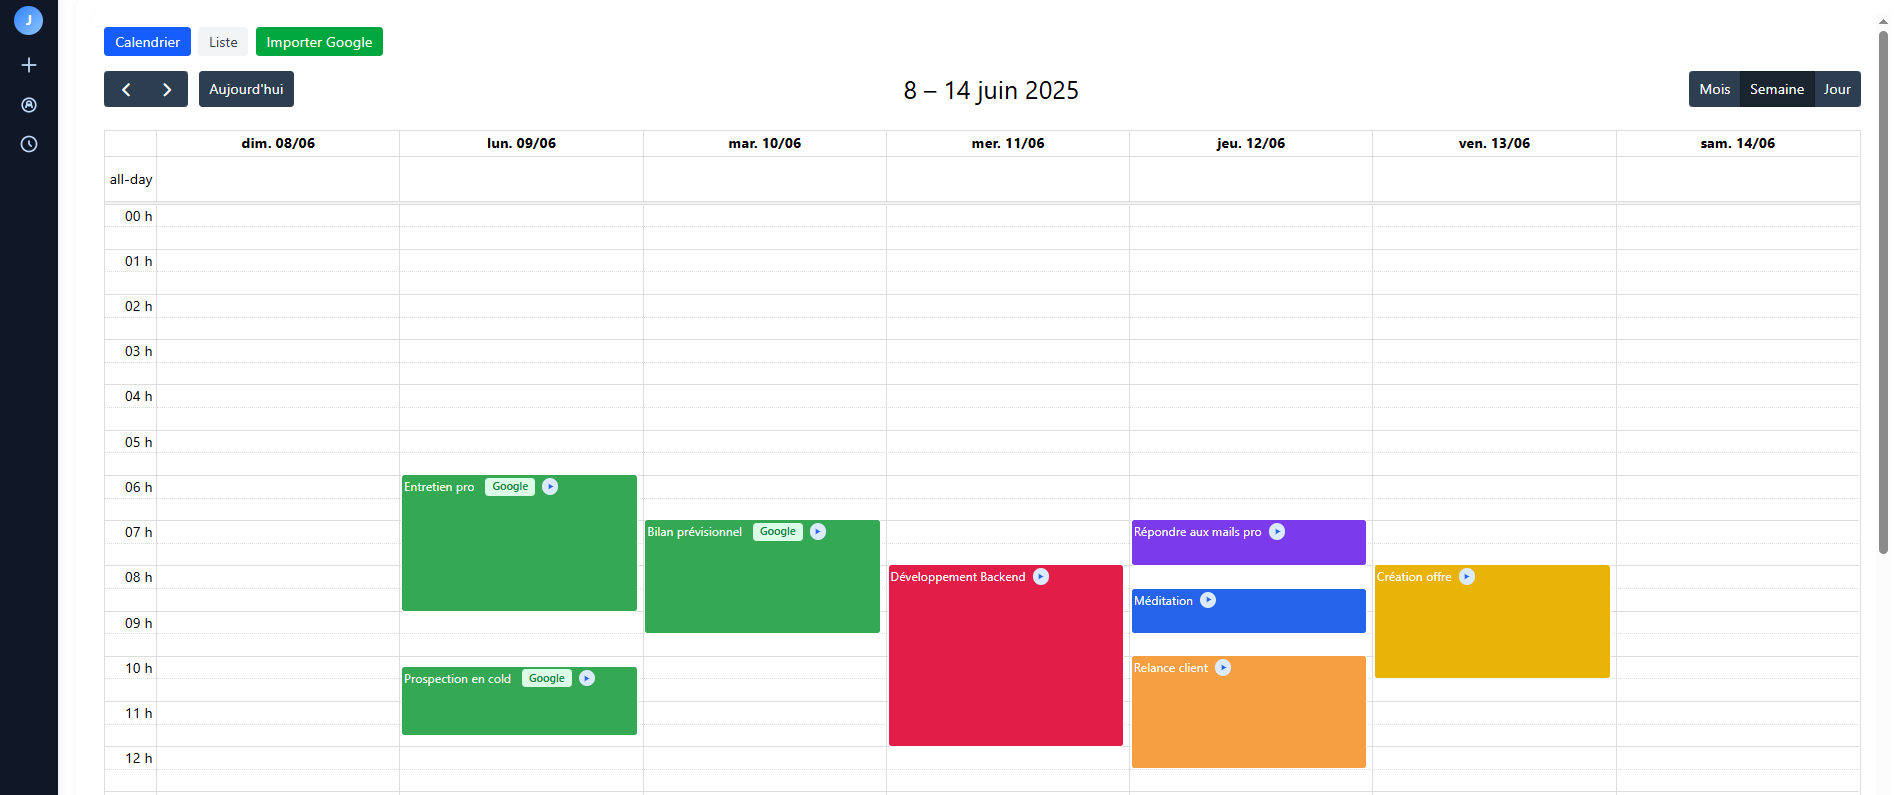 J
Calendrier Liste Importer Google
Aujourd'hui 8 – 14 juin 2025 Mois Semaine Jour
dim. 08/06 lun. 09/06 mar. 10/06 mer. 11/06 jeu. 12/06 ven. 13/06 sam. 14/06
all-day
00 h
01 h
02 h
03 h
04 h
05 h
06 h Entretien pro Google
07 h Bilan prévisionnel Google Répondre aux mails pro
08 h Développement Backend Création offre
Méditation
09 h
10 h Relance client
Prospection en cold Google
11 h
12 h